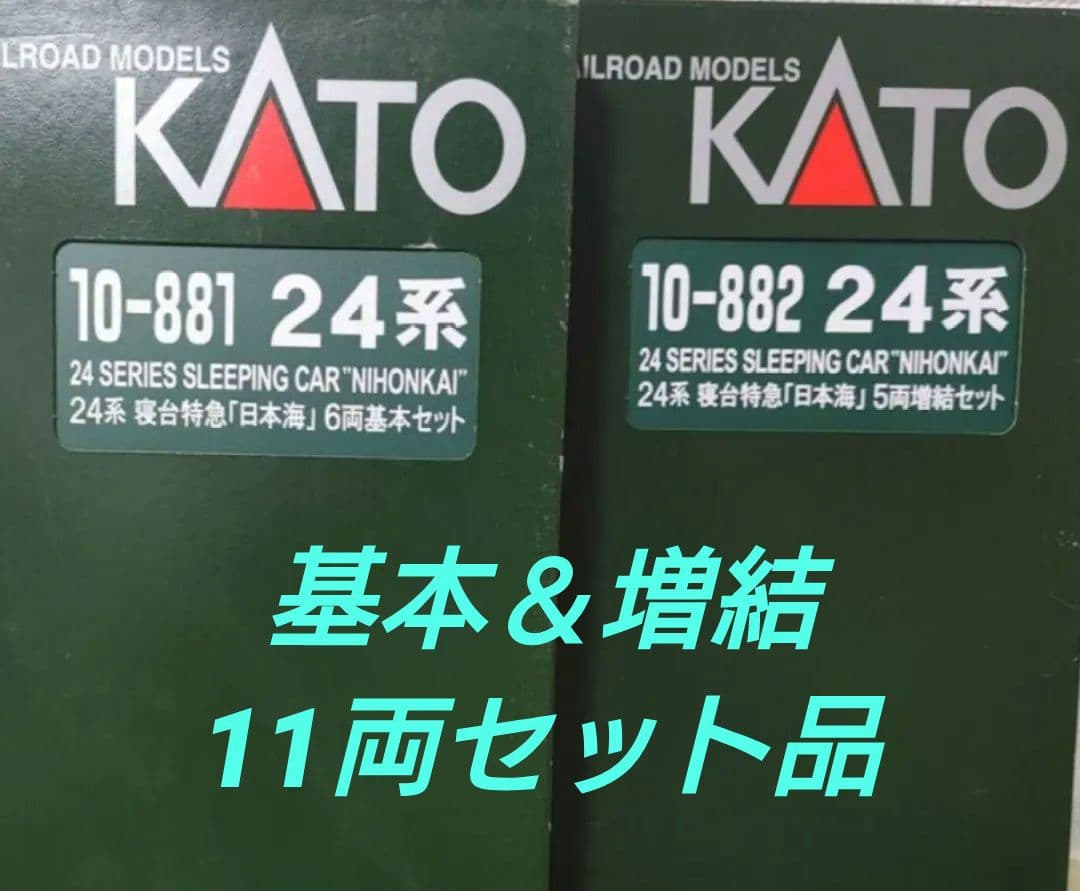 LROAD MODELS
KATO
10-881 24系
24 SERIES SLEEPING CAR "NIHONKAI"
24系 寝台特急「日本海」 6両基本セット
ILROAD MODELS
KATO
10-882 24系
24 SERIES SLEEPING CAR "NIHONKAI"
24系 寝台特急「日本海」 5両増結セット
基本&増結
11両セット品